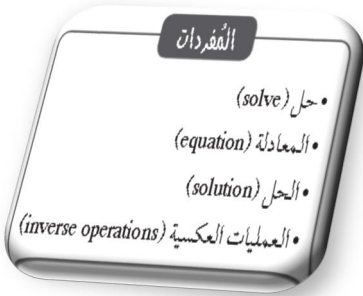 المُفردات
• حل (solve)
• المعادلة (equation)
• الحل (solution)
• العمليات العكسية (inverse operations)